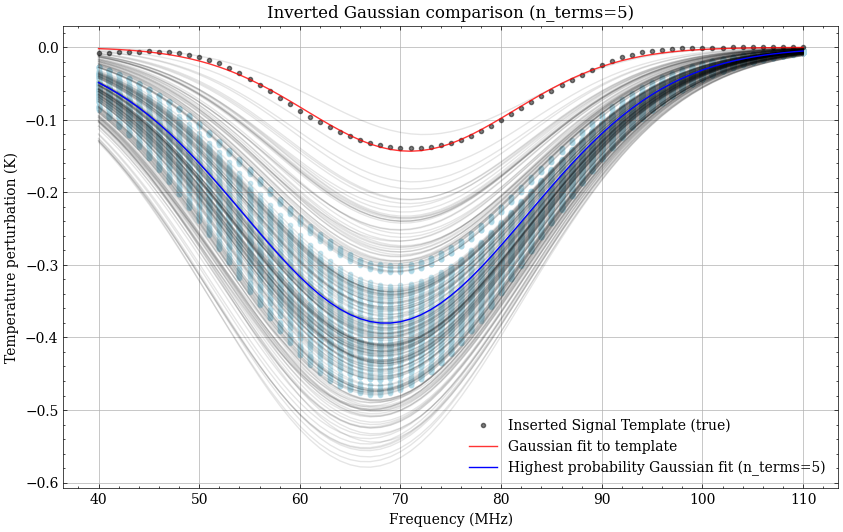 Inverted Gaussian comparison (n_terms=5)
0.0
−0.1
−0.2
−0.3
−0.4
−0.5
−0.6
Temperature perturbation (K)
Inserted Signal Template (true)
Gaussian fit to template
Highest probability Gaussian fit (n_terms=5)
40 50 60 70 80 90 100 110
Frequency (MHz)